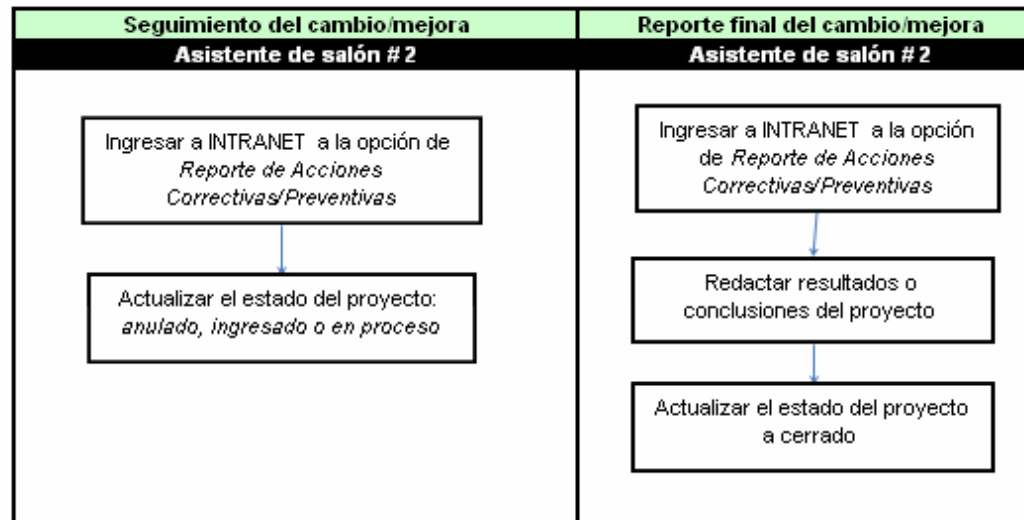 Seguimiento del cambio/mejora
Asistente de salón # 2
Ingresar a INTRANET a la opción de
Reporte de Acciones
Correctivas/Preventivas
Actualizar el estado del proyecto:
anulado, ingresado o en proceso
Reporte final del cambio/mejora
Asistente de salón # 2
Ingresar a INTRANET a la opción
de Reporte de Acciones
Correctivas/Preventivas
Redactar resultados o
conclusiones del proyecto
Actualizar el estado del proyecto
a cerrado